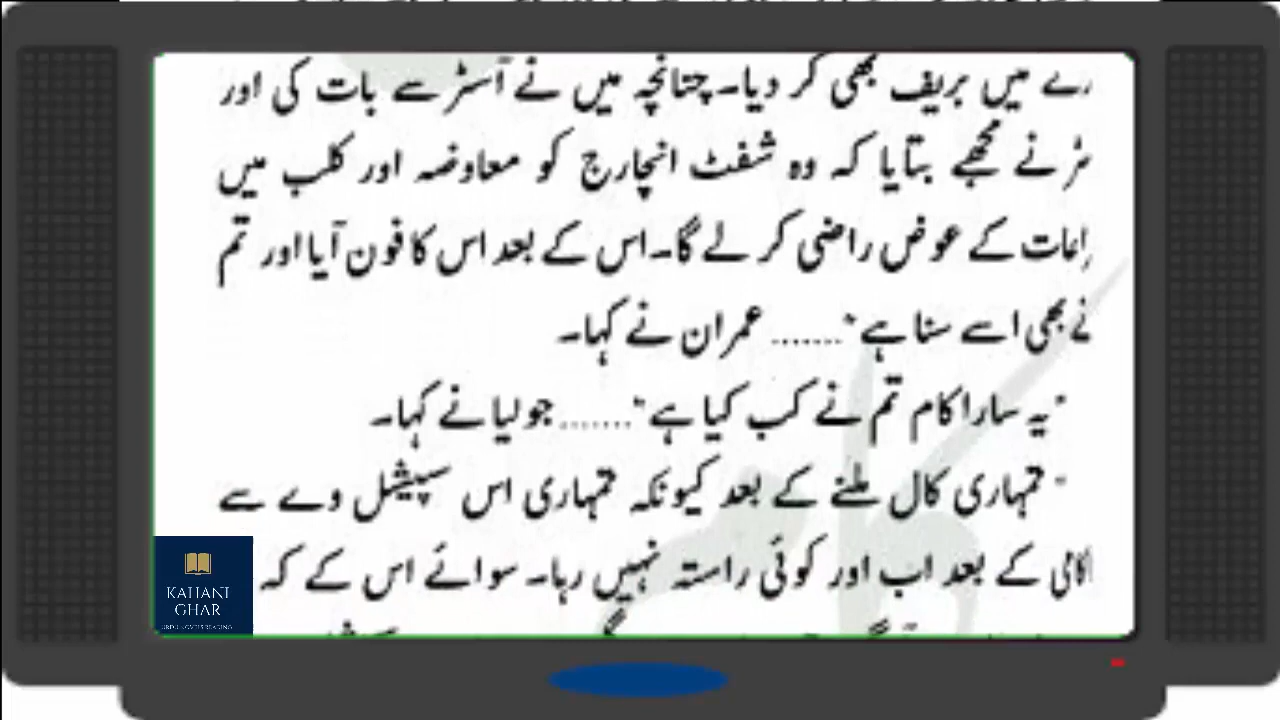 رے میں بریف بھی کر دیا۔ چنانچہ میں نے آسٹر سے بات کی اور
نے مجھے بتایا کہ وہ شفٹ انچارج کو معاوضہ اور کلب میں
کے عوض راضی کر لے گا۔ اس کے بعد اس کا فون آیا اور تم
نے بھی اسے سنا ہے"....... عمران نے کہا۔
"یہ سارا کام تم نے کب کیا ہے"....... جولیا نے کہا۔
"تمہاری کال ملنے کے بعد کیونکہ تمہاری اس سپیشل وے سے
کے بعد اب اور کوئی راستہ نہیں رہا۔ سوائے اس کے کہ
KAHANI
GHAR
URDU NOVELS READING